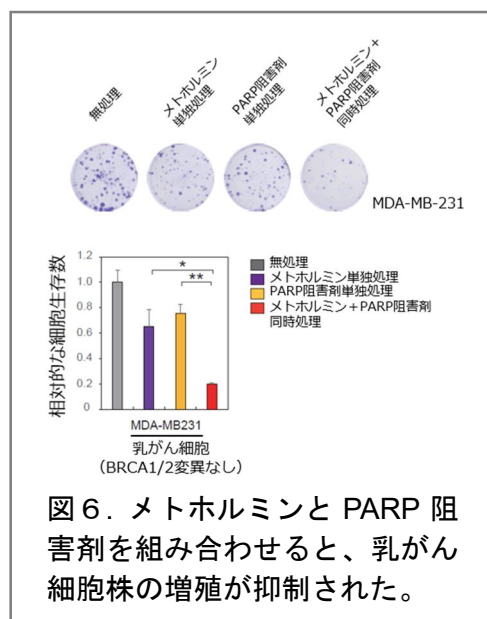 無処理
メトホルミン
単独処理
PARP阻害剤
単独処理
メトホルミン+
PARP阻害剤
同時処理
MDA-MB-231
相対的な細胞生存数
1.2
1.0
0.8
0.6
0.4
0.2
0
*
**
無処理
メトホルミン単独処理
PARP阻害剤単独処理
メトホルミン+PARP阻害剤
同時処理
MDA-MB231
乳がん細胞
(BRCA1/2変異なし)
図6. メトホルミンと PARP 阻
害剤を組み合わせると、乳がん
細胞株の増殖が抑制された。